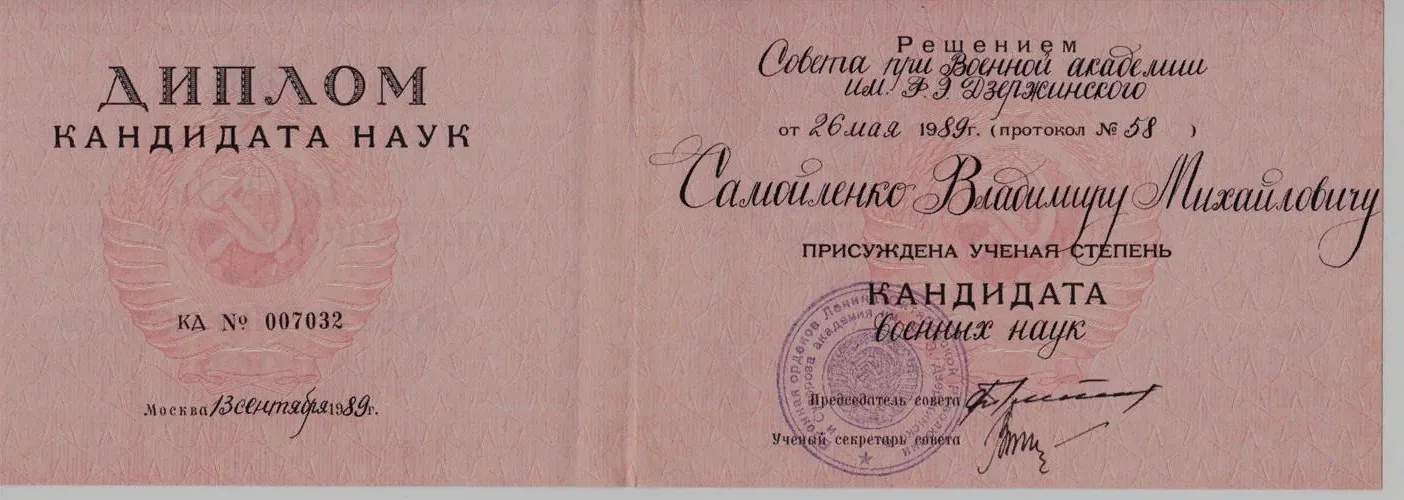 ДИПЛОМ
КАНДИДАТА НАУК
КД № 007032
Москва 13 сентября 1989г.
Решением
Совета при Военной академии
им. Ф. Э. Дзержинского
от 26 мая 1989г. (протокол № 58 )
Самойленко Владимиру Михайловичу
ПРИСУЖДЕНА УЧЕНАЯ СТЕПЕНЬ
КАНДИДАТА
военных наук
Председатель совета
Ученый секретарь совета